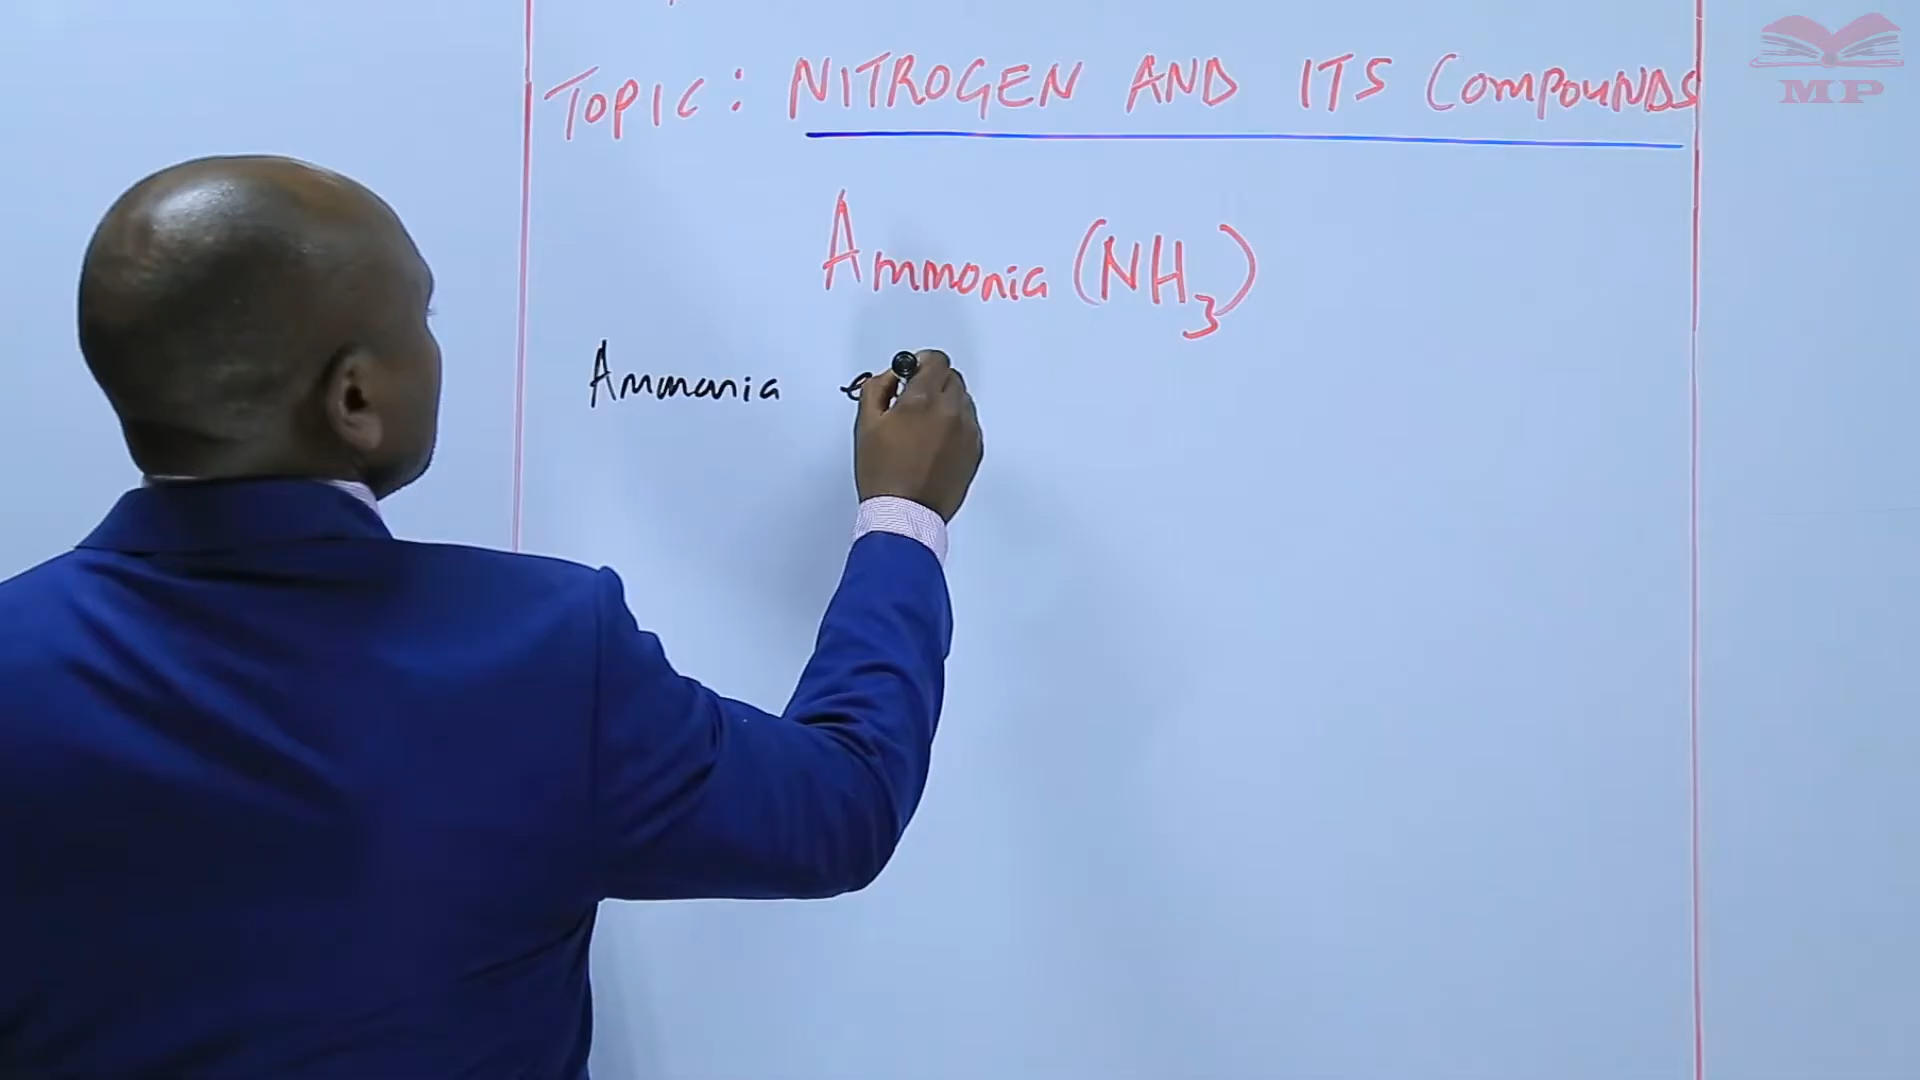 MP
TOPIC: NITROGEN AND ITS COMPOUNDS
Ammonia (NH₃)
Ammonia